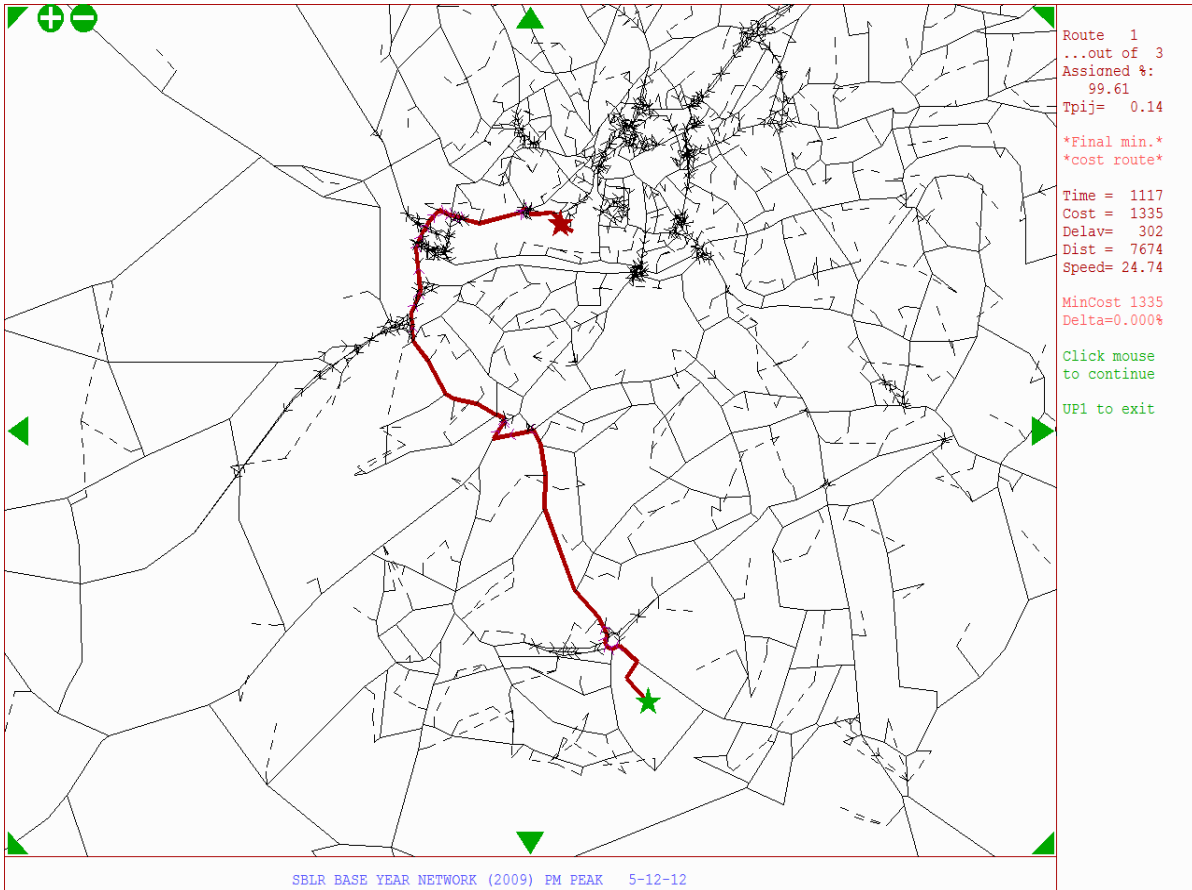 Route 1
...out of 3
Assigned %:
99.61
Tpij= 0.14
*Final min.*
*cost route*
Time = 1117
Cost = 1335
Delay= 302
Dist = 7674
Speed= 24.74
MinCost 1335
Delta=0.000%
Click mouse
to continue
UP1 to exit
SBLR BASE YEAR NETWORK (2009) PM PEAK 5-12-12